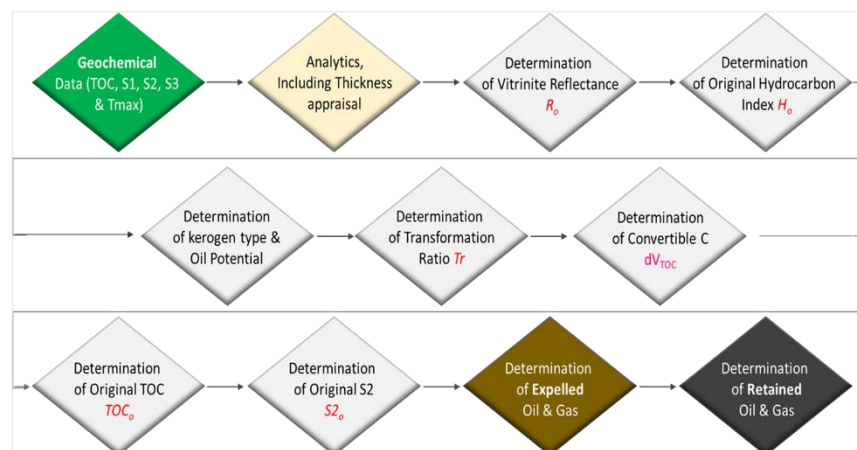 Geochemical
Data (TOC, S1, S2, S3
& Tmax)
Analytics,
Including Thickness
appraisal
Determination
of Vitrinite Reflectance
Rₒ
Determination
of Original Hydrocarbon
Index Hₒ
Determination
of kerogen type &
Oil Potential
Determination
of Transformation
Ratio Tr
Determination
of Convertible C
dV_TOC
Determination
of Original TOC
TOCₒ
Determination
of Original S2
S2ₒ
Determination
of Expelled
Oil & Gas
Determination
of Retained
Oil & Gas